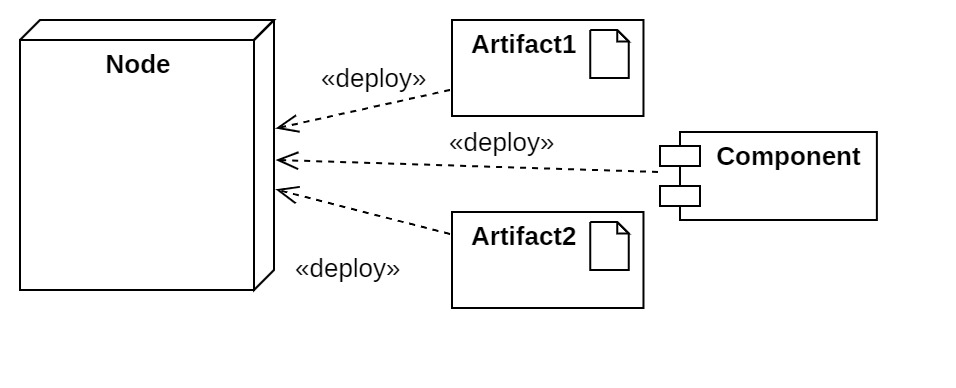 Node
«deploy»
Artifact1
«deploy»
Component
Artifact2
«deploy»